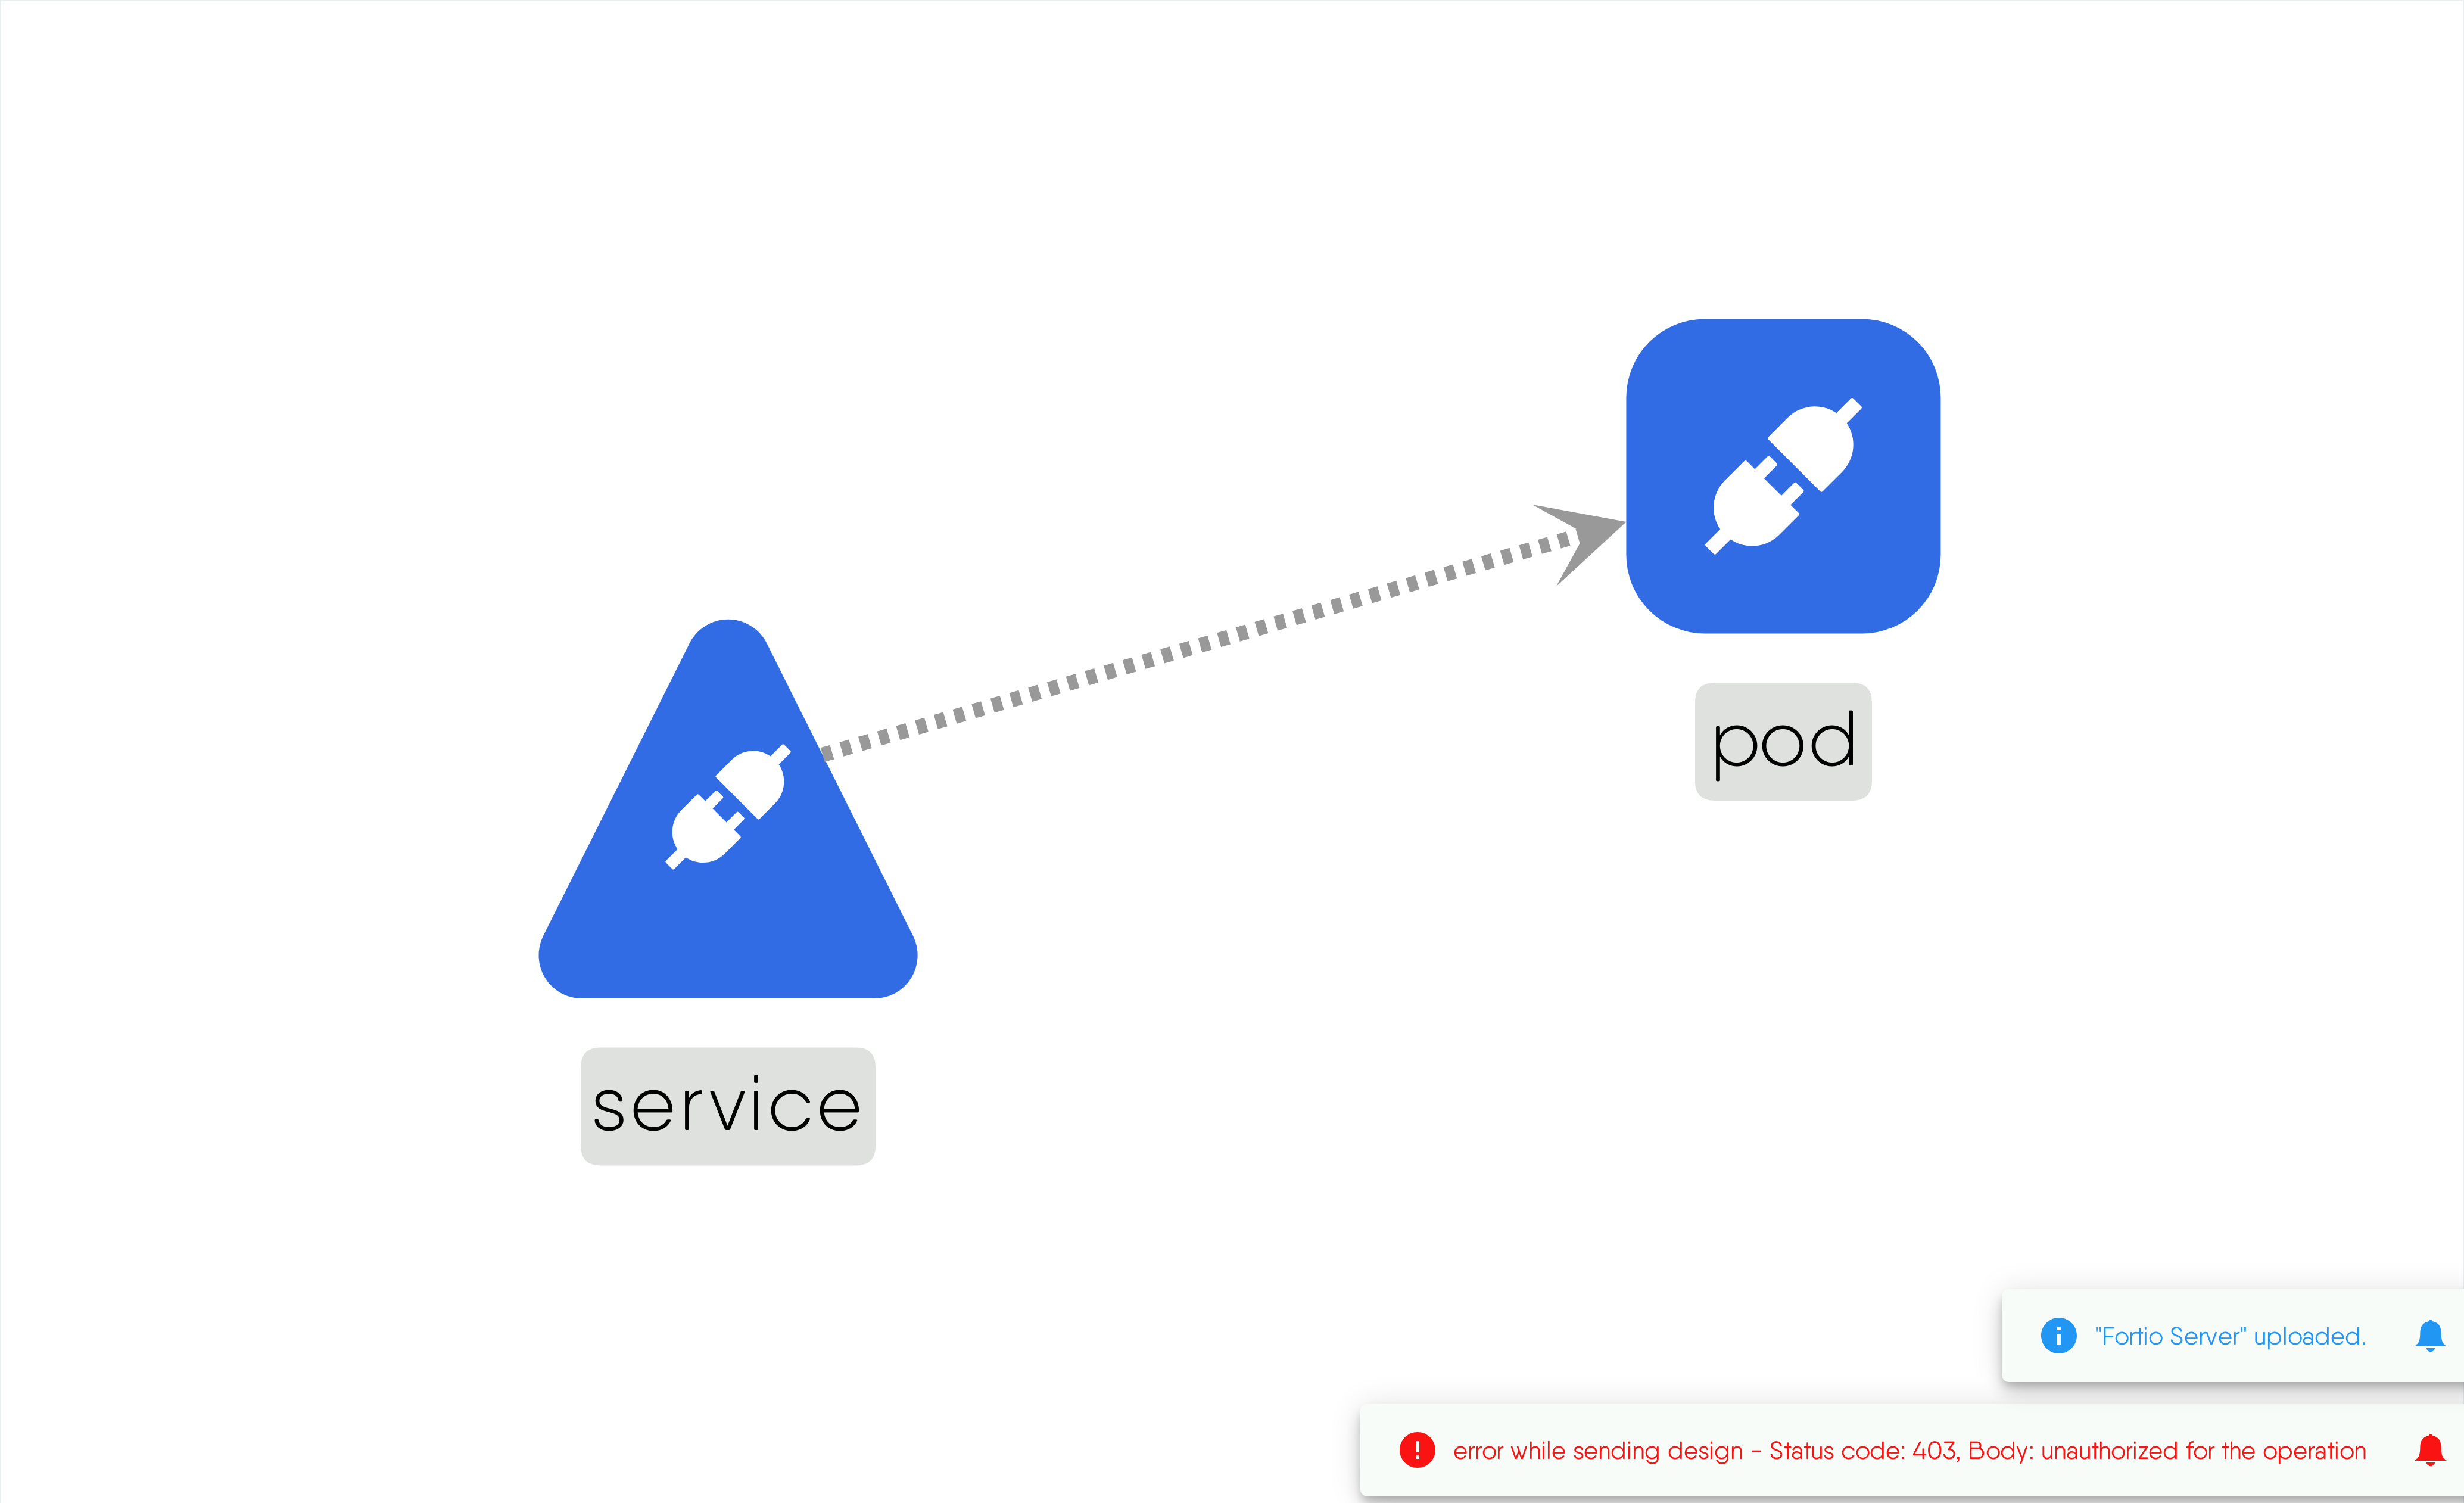 pod
service
"Fortio Server" uploaded.
error while sending design - Status code: 403, Body: unauthorized for the operation